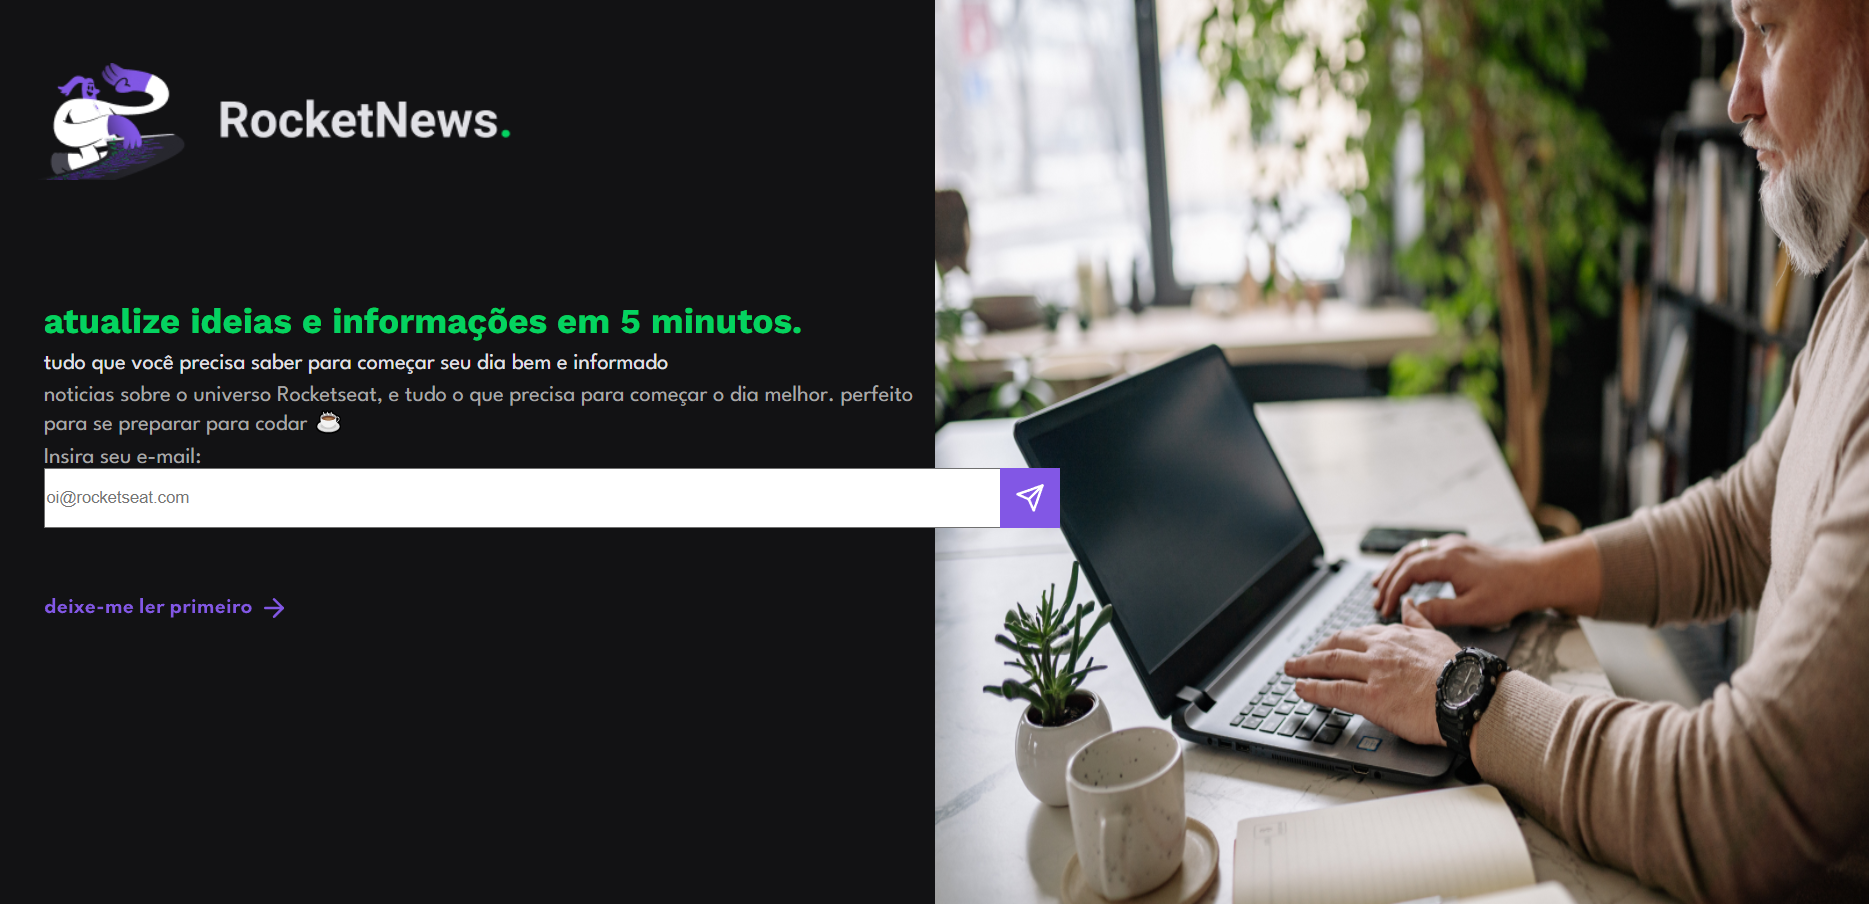 RocketNews.
atualize ideias e informações em 5 minutos.
tudo que você precisa saber para começar seu dia bem e informado
noticias sobre o universo Rocketseat, e tudo o que precisa para começar o dia melhor. perfeito
para se preparar para codar ☕
Insira seu e-mail:
oi@rocketseat.com
deixe-me ler primeiro →